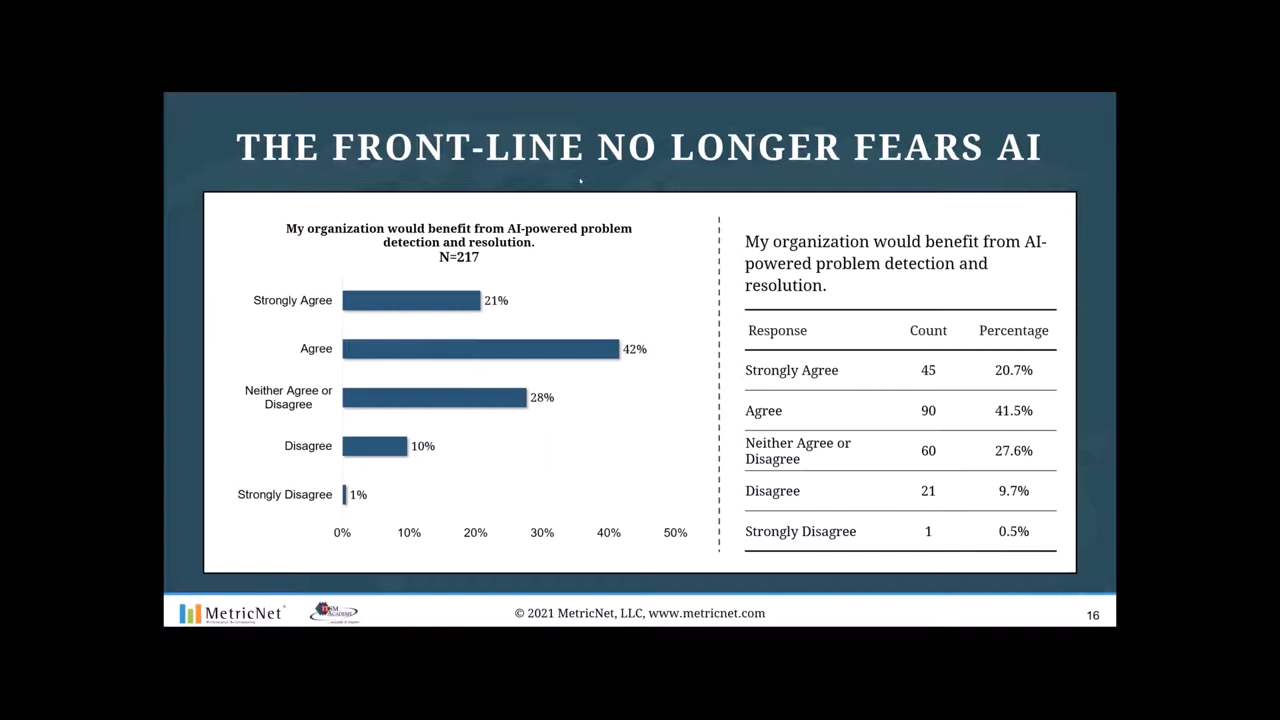 THE FRONT-LINE NO LONGER FEARS AI
My organization would benefit from AI-powered problem
detection and resolution.
N=217
Strongly Agree
21%
Agree
42%
Neither Agree or
Disagree
28%
Disagree
10%
Strongly Disagree
1%
0%
10%
20%
30%
40%
50%
My organization would benefit from AI-
powered problem detection and
resolution.
Response Count Percentage
Strongly Agree 45 20.7%
Agree 90 41.5%
Neither Agree or
Disagree
60 27.6%
Disagree 21 9.7%
Strongly Disagree 1 0.5%
MetricNet
© 2021 MetricNet, LLC, www.metricnet.com
16